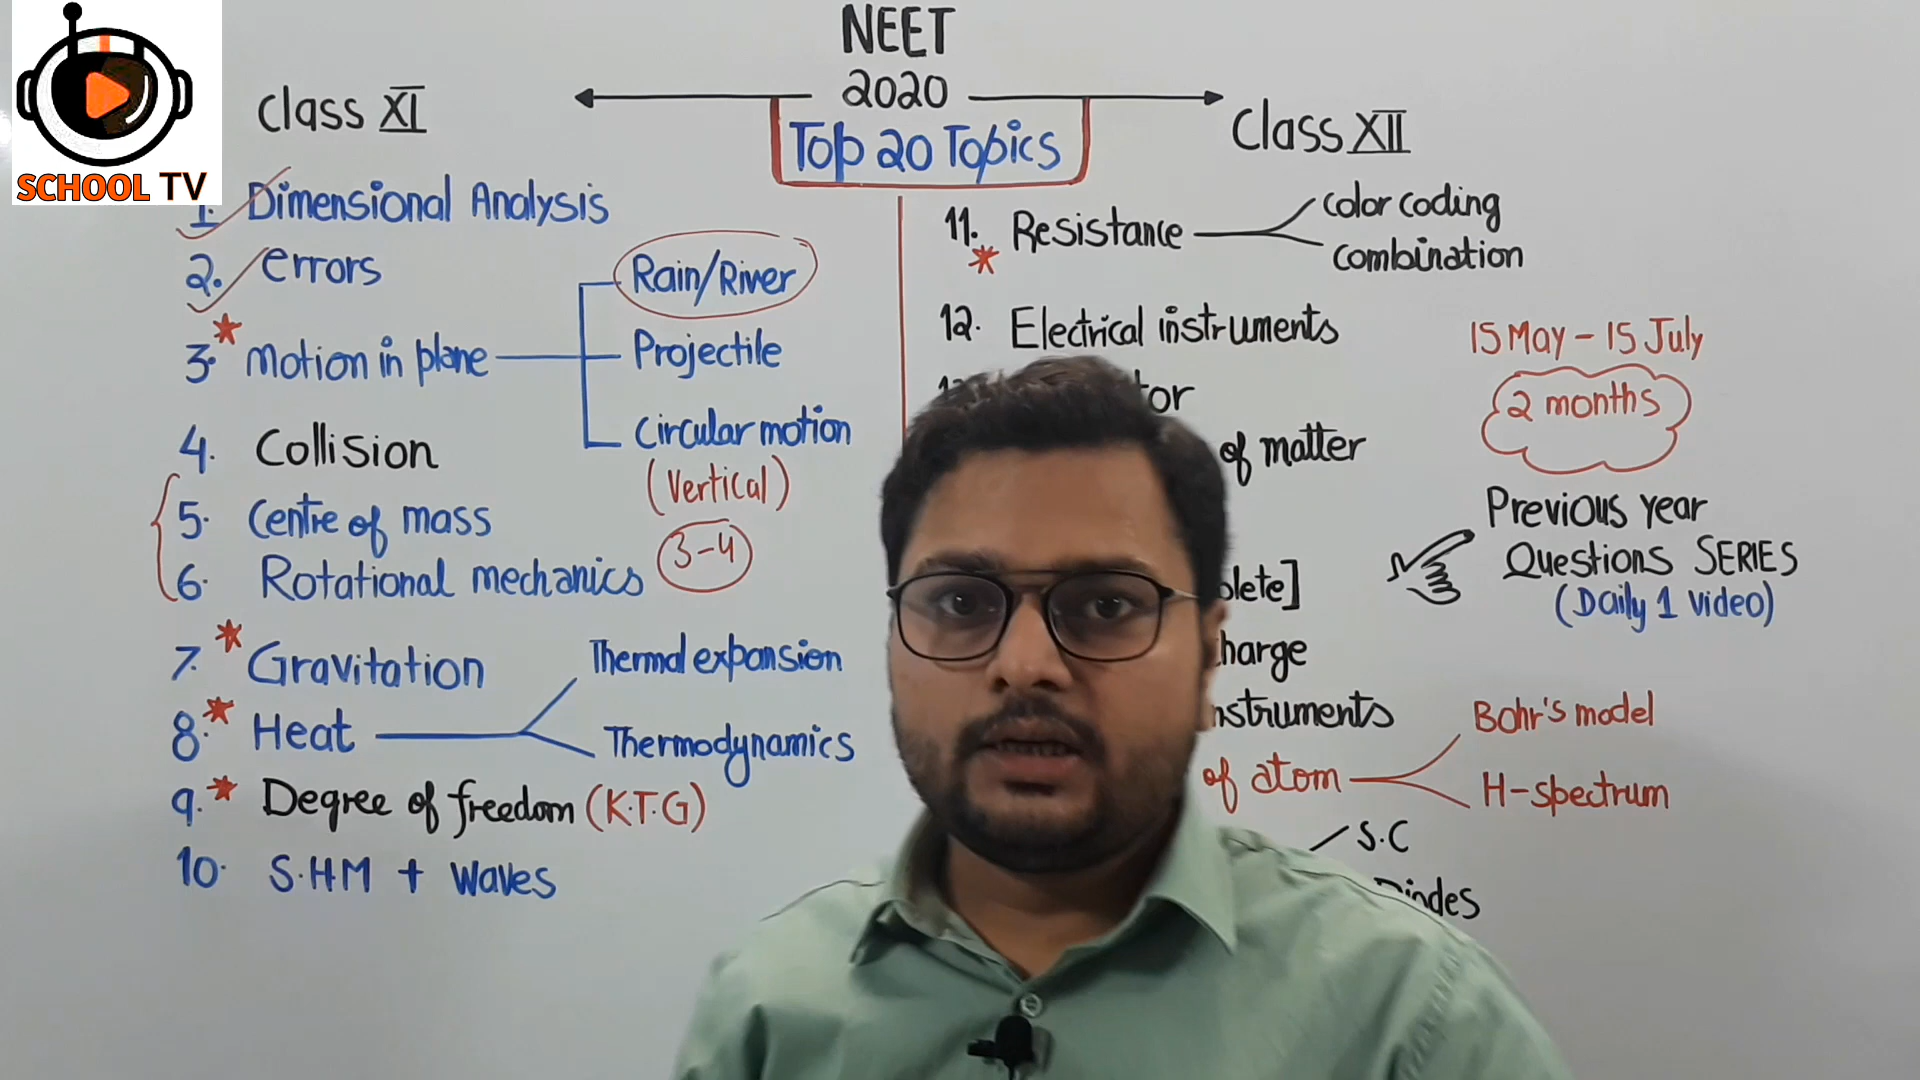 SCHOOL TV
NEET
2020
Top 20 Topics
Class XI
1. Dimensional Analysis
2. errors
3. Motion in plane
Rain/River
Projectile
Circular motion
(Vertical)
4. Collision
5. Centre of mass
3-4
6. Rotational mechanics
7. Gravitation
8. Heat
Thermal expansion
Thermodynamics
9. Degree of freedom (K.T.G)
10. S.H.M + Waves
Class XII
11. Resistance
color coding
combination
12. Electrical instruments
of matter
of atom
Bohr's model
H-spectrum
S.C
15 May - 15 July
2 months
Previous year
Questions SERIES
(Daily 1 video)